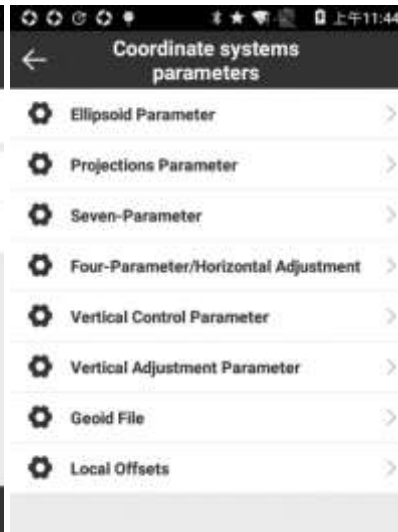 上午11:44
Coordinate systems
parameters
Ellipsoid Parameter
Projections Parameter
Seven-Parameter
Four-Parameter/Horizontal Adjustment
Vertical Control Parameter
Vertical Adjustment Parameter
Geoid File
Local Offsets